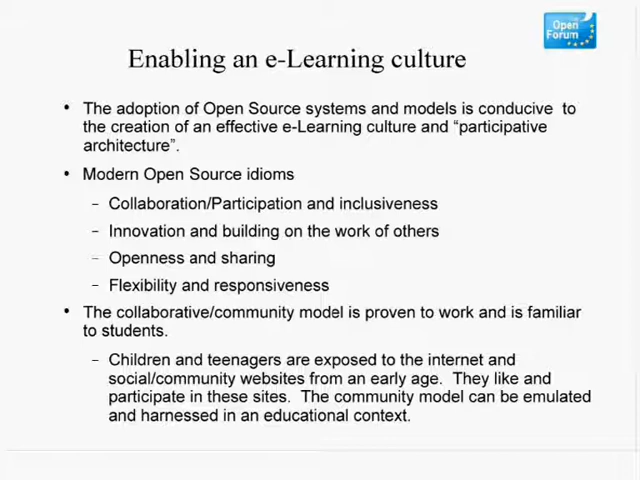 Open
Forum
Enabling an e-Learning culture
• The adoption of Open Source systems and models is conducive to
the creation of an effective e-Learning culture and “participative
architecture”.
• Modern Open Source idioms
– Collaboration/Participation and inclusiveness
– Innovation and building on the work of others
– Openness and sharing
– Flexibility and responsiveness
• The collaborative/community model is proven to work and is familiar
to students.
– Children and teenagers are exposed to the internet and
social/community websites from an early age. They like and
participate in these sites. The community model can be emulated
and harnessed in an educational context.